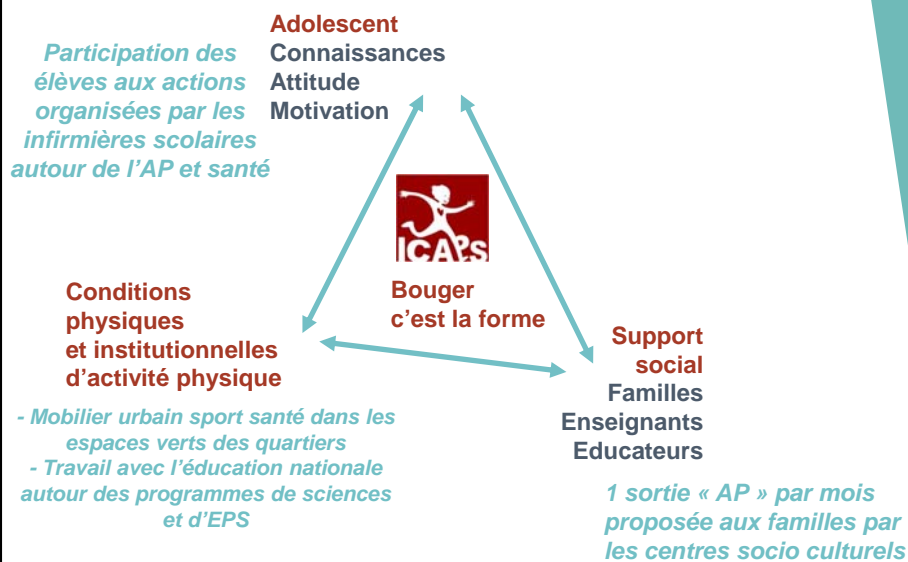 Adolescent
Connaissances
Attitude
Motivation
Participation des
élèves aux actions
organisées par les
infirmières scolaires
autour de l’AP et santé
ICAPS
Bouger
c’est la forme
Conditions
physiques
et institutionnelles
d’activité physique
- Mobilier urbain sport santé dans les
espaces verts des quartiers
- Travail avec l’éducation nationale
autour des programmes de sciences
et d’EPS
Support
social
Familles
Enseignants
Educateurs
1 sortie « AP » par mois
proposée aux familles par
les centres socio culturels